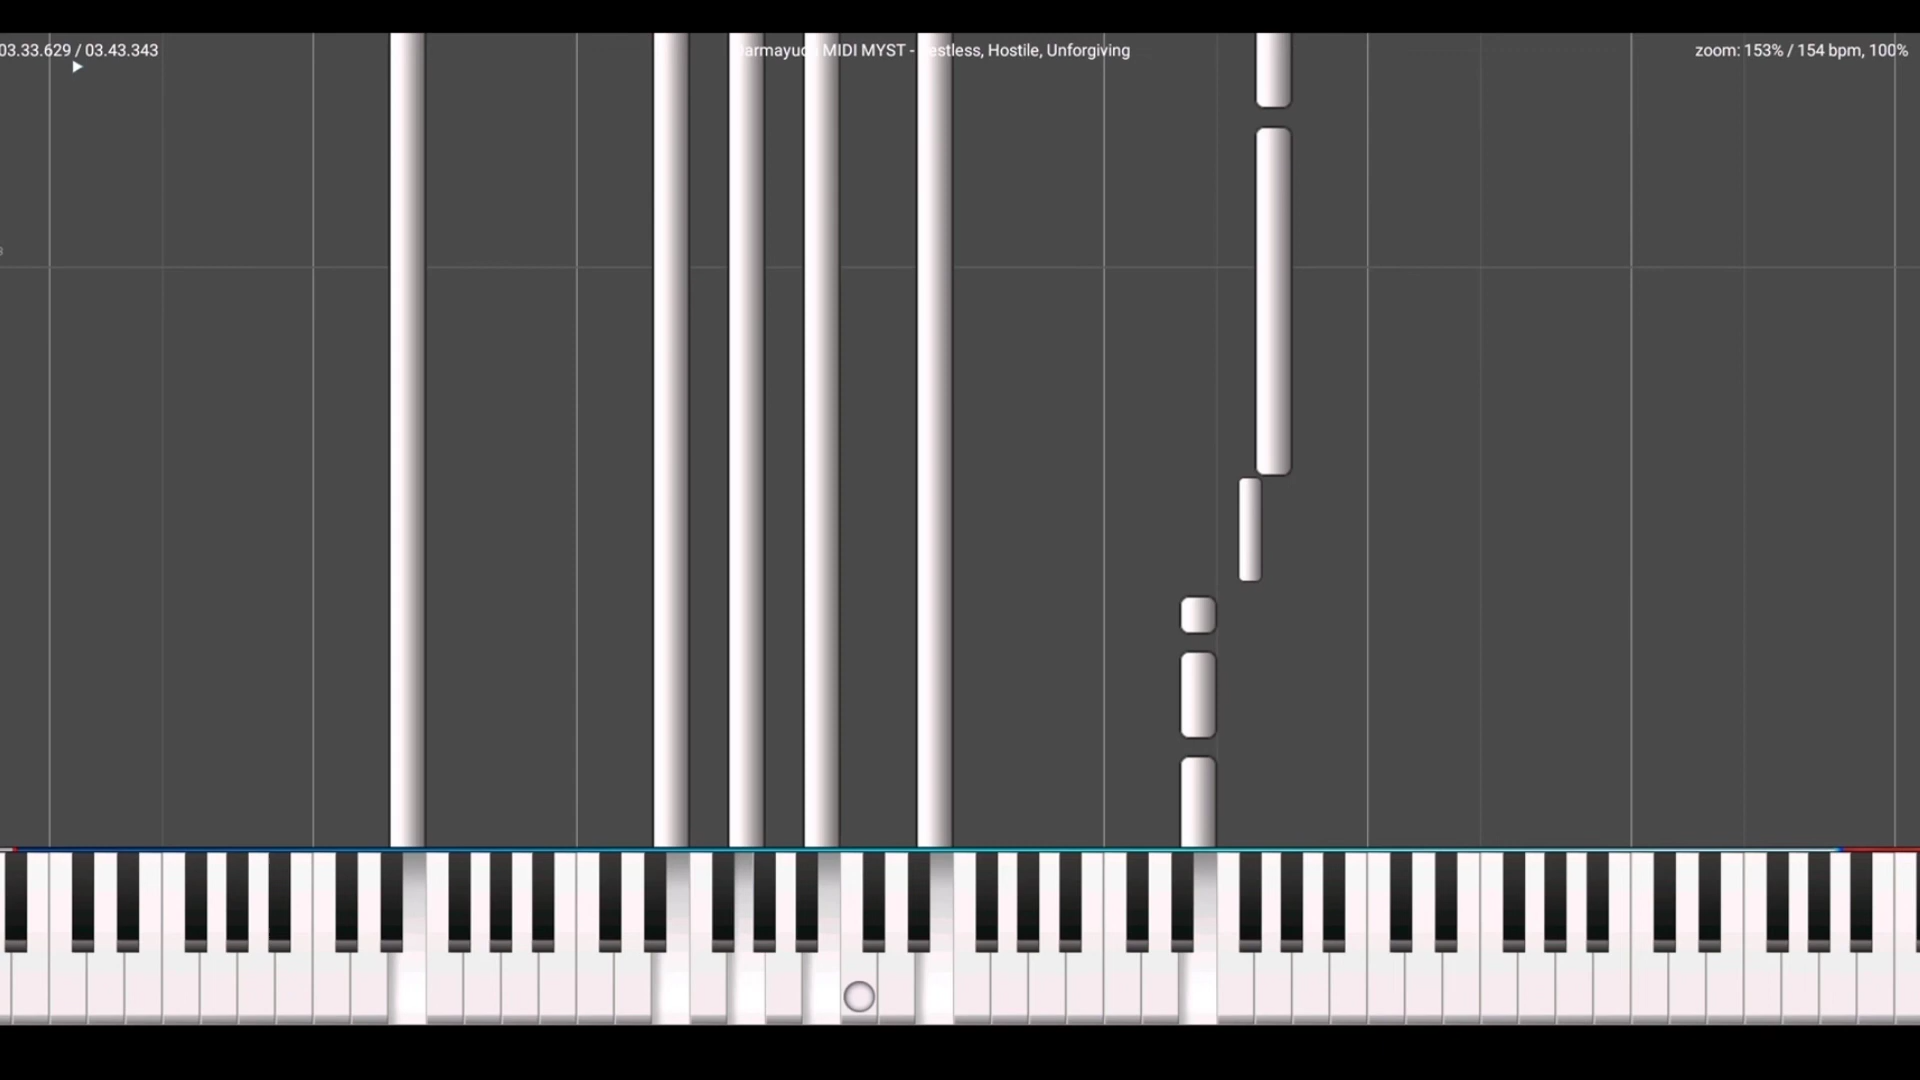 03.33.629 / 03.43.343
MIDI MYST - Hostile, Unforgiving
zoom: 153% / 154 bpm, 100%